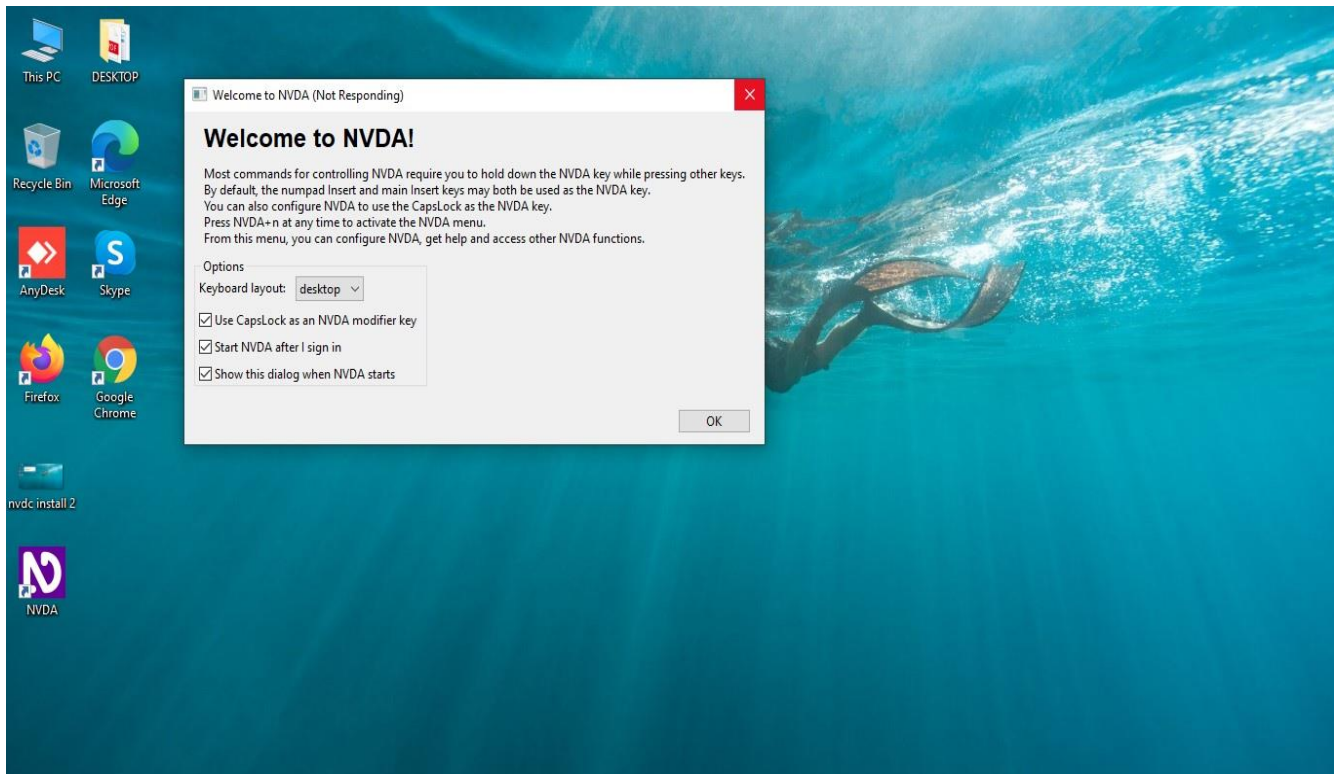 This PC
DESKTOP
Recycle Bin
Microsoft
Edge
AnyDesk
Skype
Firefox
Google
Chrome
nvdc install 2
NVDA
Welcome to NVDA (Not Responding)
Welcome to NVDA!
Most commands for controlling NVDA require you to hold down the NVDA key while pressing other keys.
By default, the numpad Insert and main Insert keys may both be used as the NVDA key.
You can also configure NVDA to use the CapsLock as the NVDA key.
Press NVDA+n at any time to activate the NVDA menu.
From this menu, you can configure NVDA, get help and access other NVDA functions.
Options
Keyboard layout: desktop
Use CapsLock as an NVDA modifier key
Start NVDA after I sign in
Show this dialog when NVDA starts
OK